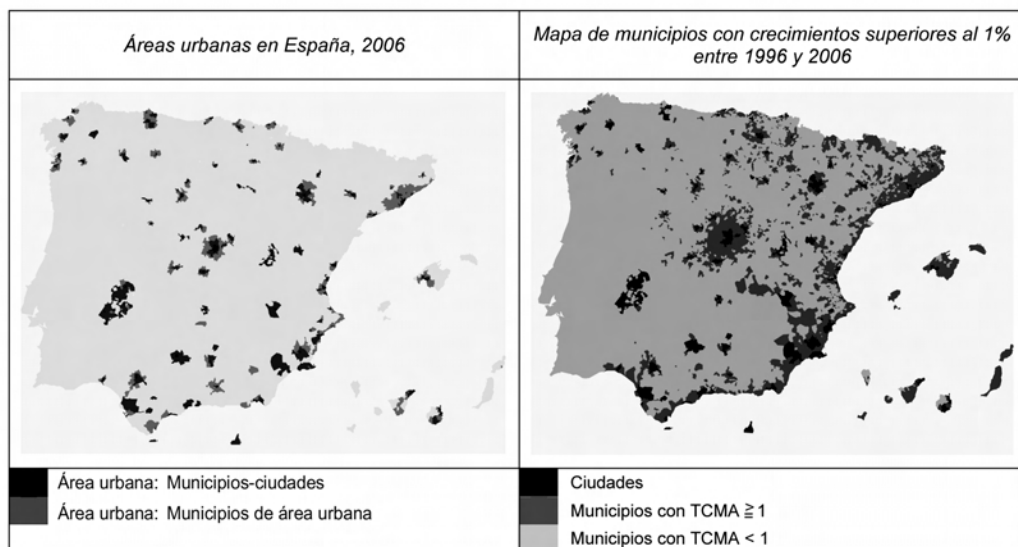 Áreas urbanas en España, 2006
Mapa de municipios con crecimientos superiores al 1%
entre 1996 y 2006
Área urbana: Municipios-ciudades
Área urbana: Municipios de área urbana
Ciudades
Municipios con TCMA ≧ 1
Municipios con TCMA < 1